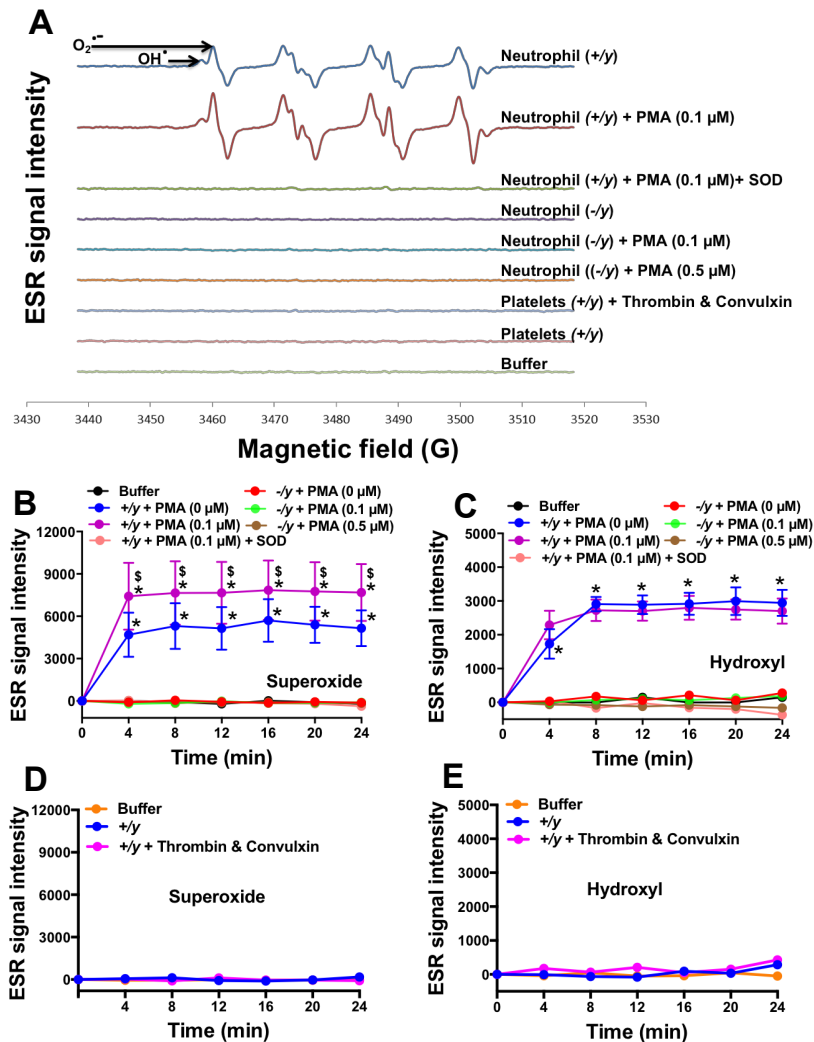 A
O₂•−
OH•
Neutrophil (+/y)
Neutrophil (+/y) + PMA (0.1 µM)
Neutrophil (+/y) + PMA (0.1 µM)+ SOD
Neutrophil (-/y)
Neutrophil (-/y) + PMA (0.1 µM)
Neutrophil ((-/y) + PMA (0.5 µM)
Platelets (+/y) + Thrombin & Convulxin
Platelets (+/y)
Buffer
ESR signal intensity
3430 3440 3450 3460 3470 3480 3490 3500 3510 3520 3530
Magnetic field (G)
B
Buffer
+/y + PMA (0 µM)
+/y + PMA (0.1 µM)
+/y + PMA (0.1 µM) + SOD
-/y + PMA (0 µM)
-/y + PMA (0.1 µM)
-/y + PMA (0.5 µM)
ESR signal intensity
12000
9000
6000
3000
0
$ $ $ $ $ $
* * * * * *
* * * * * *
Superoxide
0 4 8 12 16 20 24
Time (min)
C
Buffer
+/y + PMA (0 µM)
+/y + PMA (0.1 µM)
+/y + PMA (0.1 µM) + SOD
-/y + PMA (0 µM)
-/y + PMA (0.1 µM)
-/y + PMA (0.5 µM)
ESR signal intensity
5000
4000
3000
2000
1000
0
* * * * * *
Hydroxyl
0 4 8 12 16 20 24
Time (min)
D
Buffer
+/y
+/y + Thrombin & Convulxin
ESR signal intensity
12000
9000
6000
3000
0
Superoxide
4 8 12 16 20 24
Time (min)
E
Buffer
+/y
+/y + Thrombin & Convulxin
ESR signal intensity
5000
4000
3000
2000
1000
0
Hydroxyl
0 4 8 12 16 20 24
Time (min)